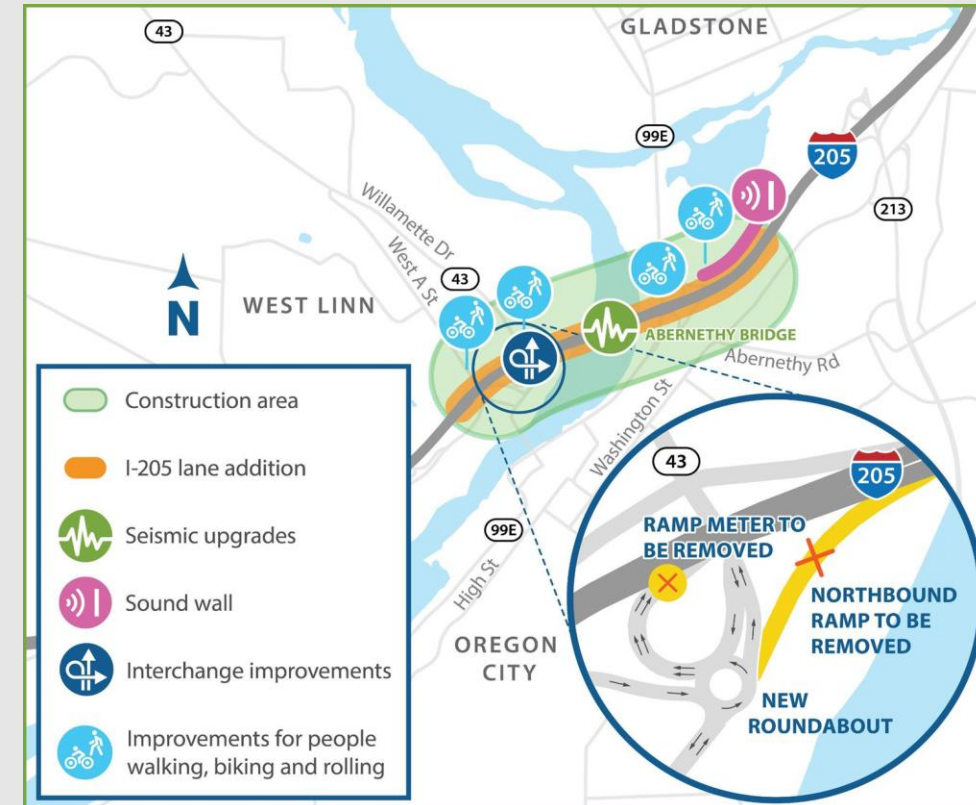 43
GLADSTONE
99E
205
213
Willamette Dr
West A St
43
WEST LINN
N
ABERNETHY BRIDGE
Abernethy Rd
Washington St
99E
High St
OREGON
CITY
Construction area
I-205 lane addition
Seismic upgrades
Sound wall
Interchange improvements
Improvements for people
walking, biking and rolling
43
205
RAMP METER TO
BE REMOVED
NORTHBOUND
RAMP TO BE
REMOVED
NEW
ROUNDABOUT